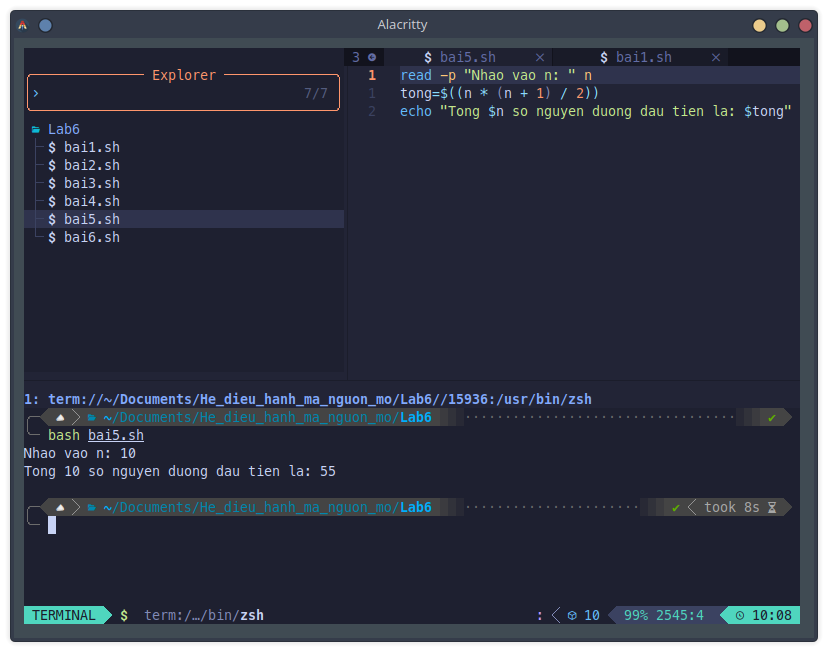 Alacritty
Explorer
> 7/7
Lab6
$ bai1.sh
$ bai2.sh
$ bai3.sh
$ bai4.sh
$ bai5.sh
$ bai6.sh
3 $ bai5.sh × $ bai1.sh ×
1 read -p "Nhao vao n: " n
1 tong=$((n * (n + 1) / 2))
2 echo "Tong $n so nguyen duong dau tien la: $tong"
1: term://~/Documents/He_dieu_hanh_ma_nguon_mo/Lab6//15936:/usr/bin/zsh
~/Documents/He_dieu_hanh_ma_nguon_mo/Lab6 ✔
bash bai5.sh
Nhao vao n: 10
Tong 10 so nguyen duong dau tien la: 55
~/Documents/He_dieu_hanh_ma_nguon_mo/Lab6 ✔ took 8s
TERMINAL $ term:/…/bin/zsh : 10 99% 2545:4 10:08